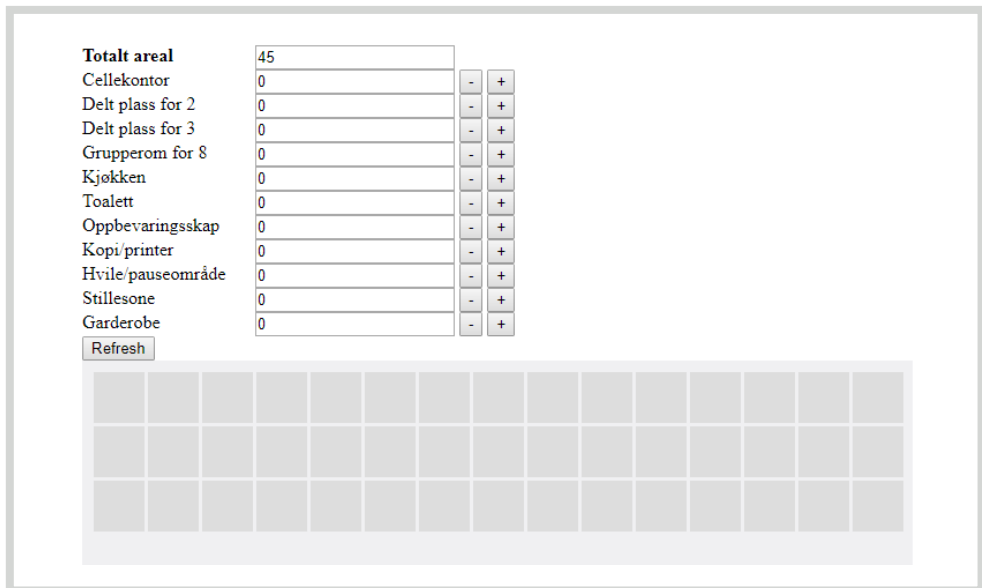 Totalt areal 45
Cellekontor 0 - +
Delt plass for 2 0 - +
Delt plass for 3 0 - +
Grupperom for 8 0 - +
Kjøkken 0 - +
Toalett 0 - +
Oppbevaringsskap 0 - +
Kopi/printer 0 - +
Hvile/pauseområde 0 - +
Stillesone 0 - +
Garderobe 0 - +
Refresh